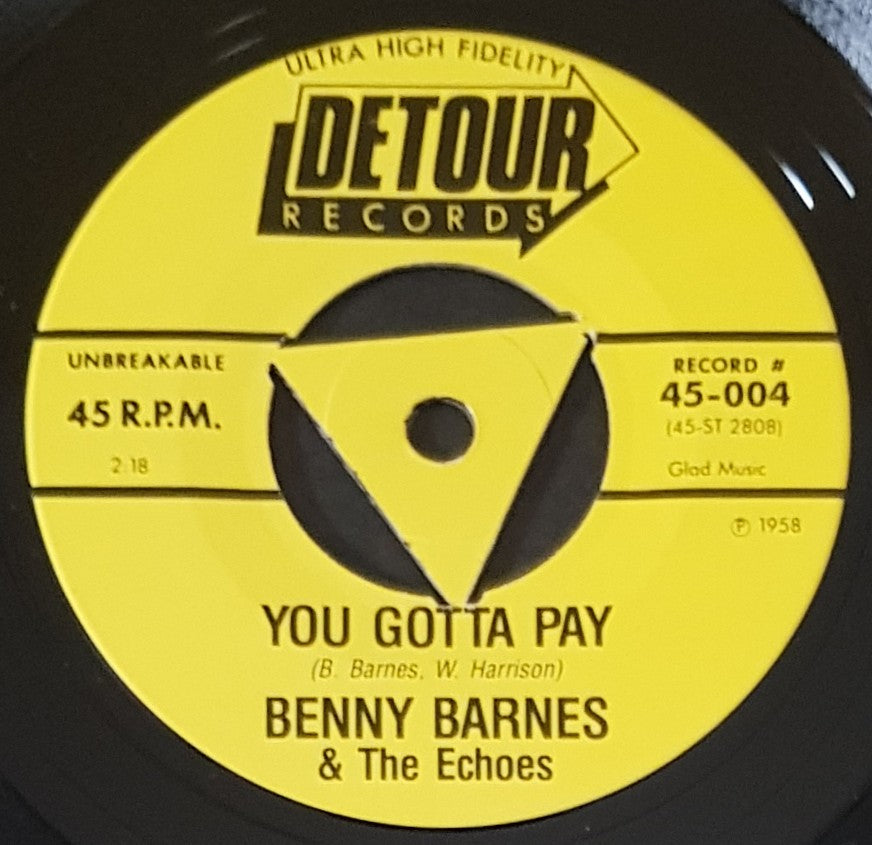 ULTRA HIGH FIDELITY
DETOUR
RECORDS
UNBREAKABLE
45 R.P.M.
2:18
RECORD #
45-004
(45-ST 2808)
Glad Music
℗ 1958
YOU GOTTA PAY
(B. Barnes, W. Harrison)
BENNY BARNES
& The Echoes